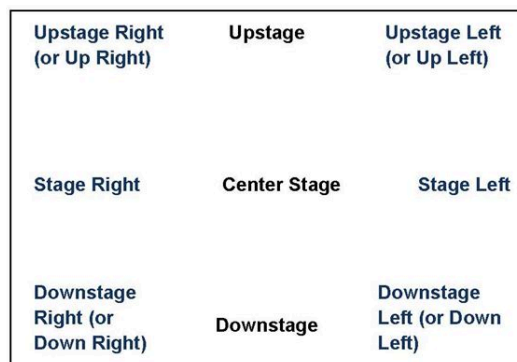 Upstage Right
(or Up Right)
Upstage
Upstage Left
(or Up Left)
Stage Right
Center Stage
Stage Left
Downstage
Right (or
Down Right)
Downstage
Downstage
Left (or Down
Left)